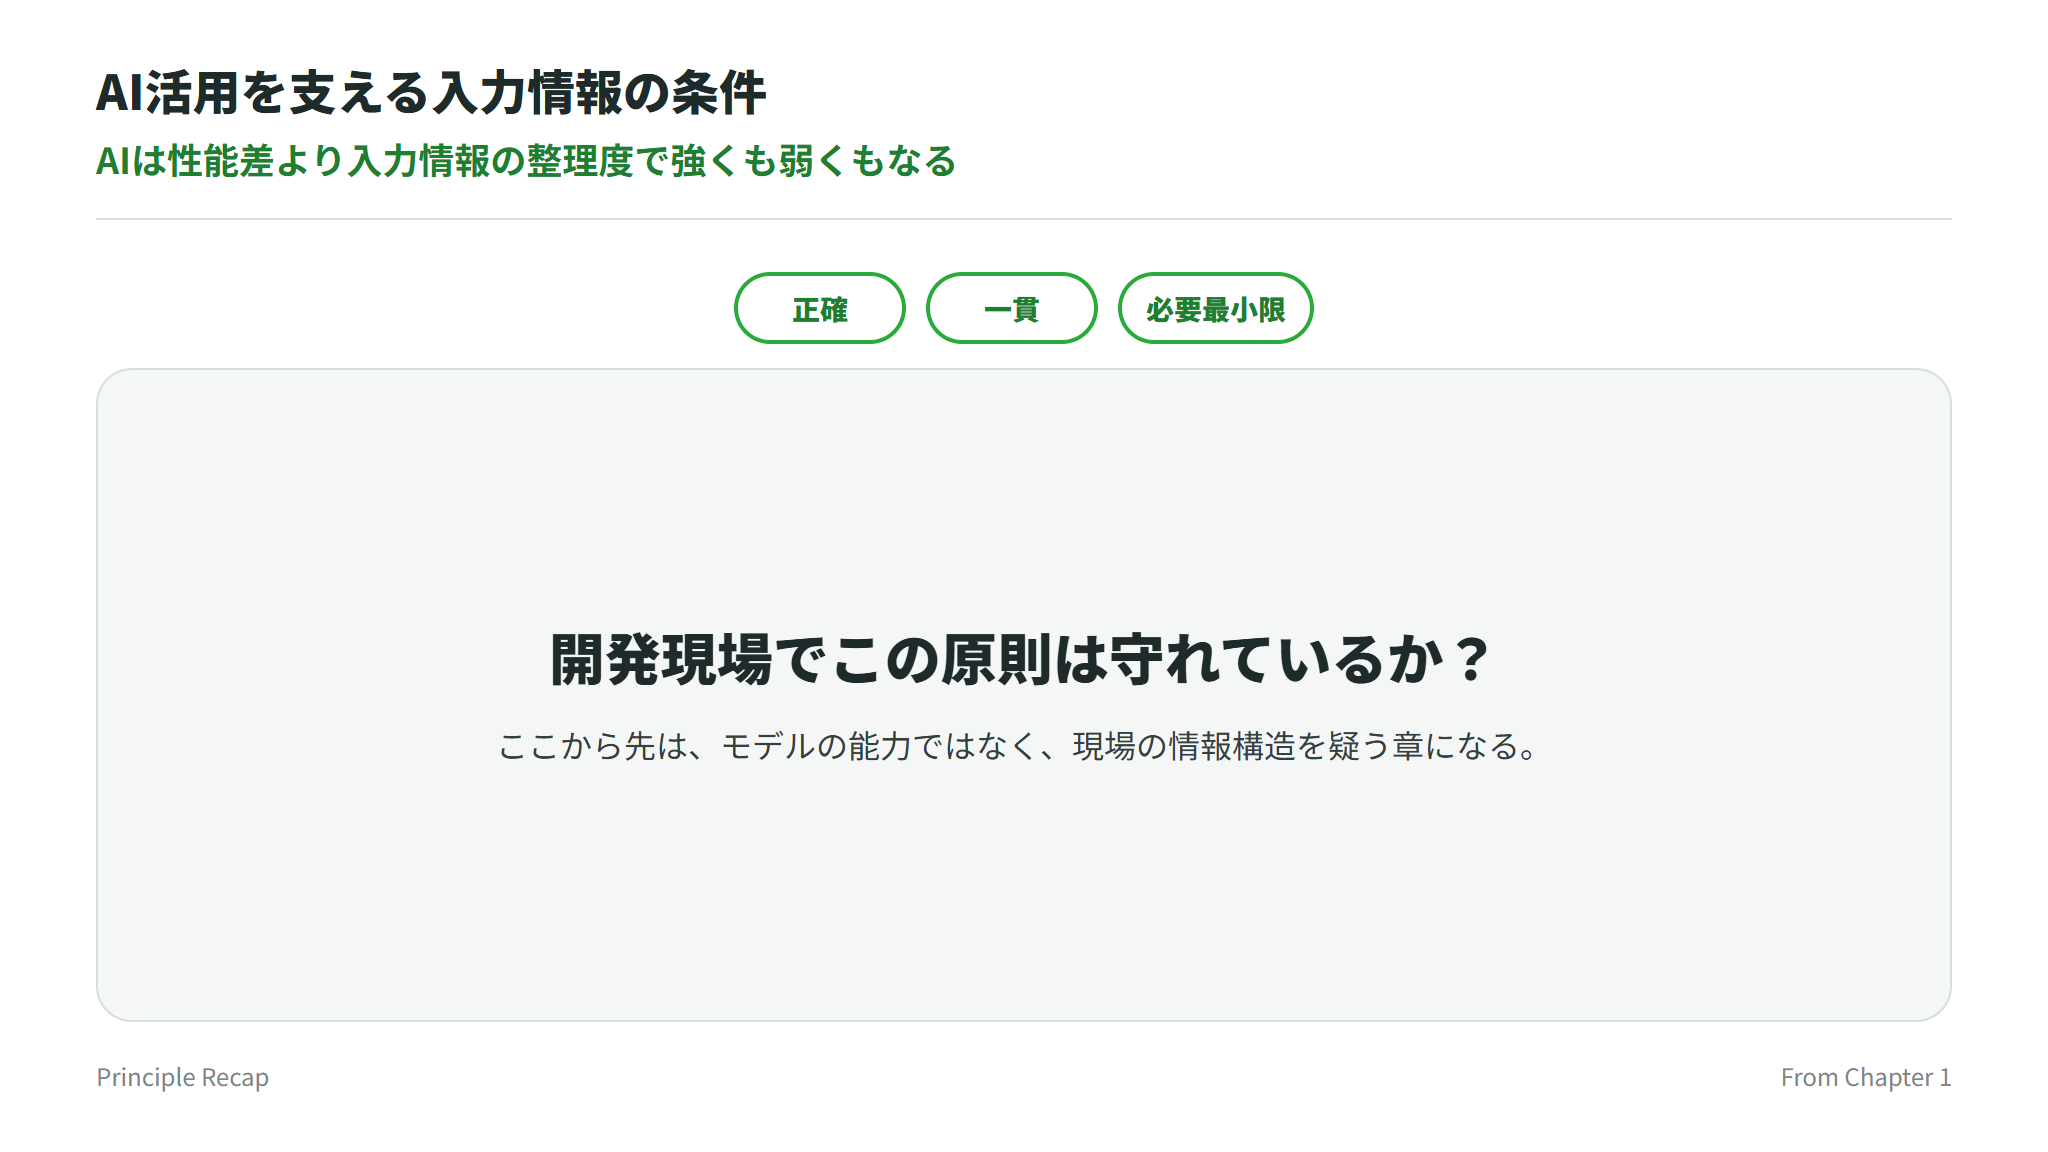 AI活用を支える入力情報の条件
AIは性能差より入力情報の整理度で強くも弱くもなる
正確
一貫
必要最小限
開発現場でこの原則は守れているか？
ここから先は、モデルの能力ではなく、現場の情報構造を疑う章になる。
Principle Recap
From Chapter 1